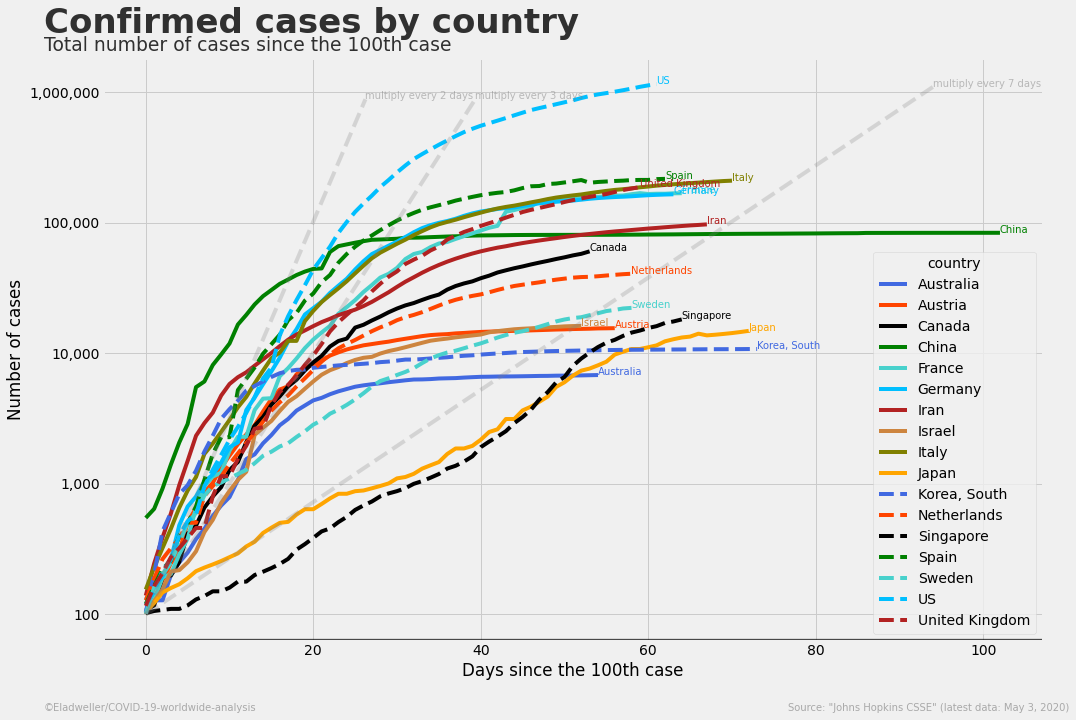 Confirmed cases by country
Total number of cases since the 100th case
US
1,000,000
multiply every 2 days
multiply every 3 days
multiply every 7 days
Spain
Italy
United Kingdom
Germany
100,000
Iran
China
Canada
Netherlands
Sweden
Singapore
Israel
Austria
Japan
10,000
Korea, South
Australia
1,000
100
Number of cases
country
Australia
Austria
Canada
China
France
Germany
Iran
Israel
Italy
Japan
Korea, South
Netherlands
Singapore
Spain
Sweden
US
United Kingdom
0 20 40 60 80 100
Days since the 100th case
©Eladweller/COVID-19-worldwide-analysis
Source: "Johns Hopkins CSSE" (latest data: May 3, 2020)